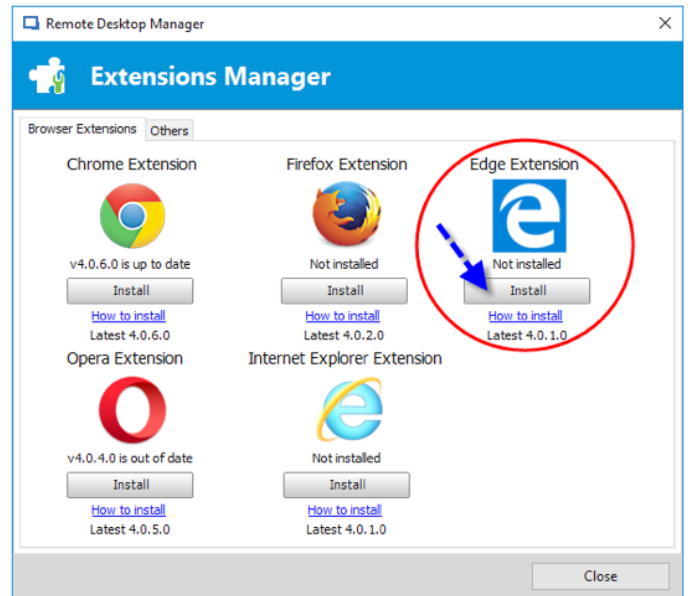 Remote Desktop Manager
Extensions Manager
Browser Extensions Others
Chrome Extension Firefox Extension Edge Extension
v4.0.6.0 is up to date Not installed Not installed
Install Install Install
How to install How to install How to install
Latest 4.0.6.0 Latest 4.0.2.0 Latest 4.0.1.0
Opera Extension Internet Explorer Extension
v4.0.4.0 is out of date Not installed
Install Install
How to install How to install
Latest 4.0.5.0 Latest 4.0.1.0
Close